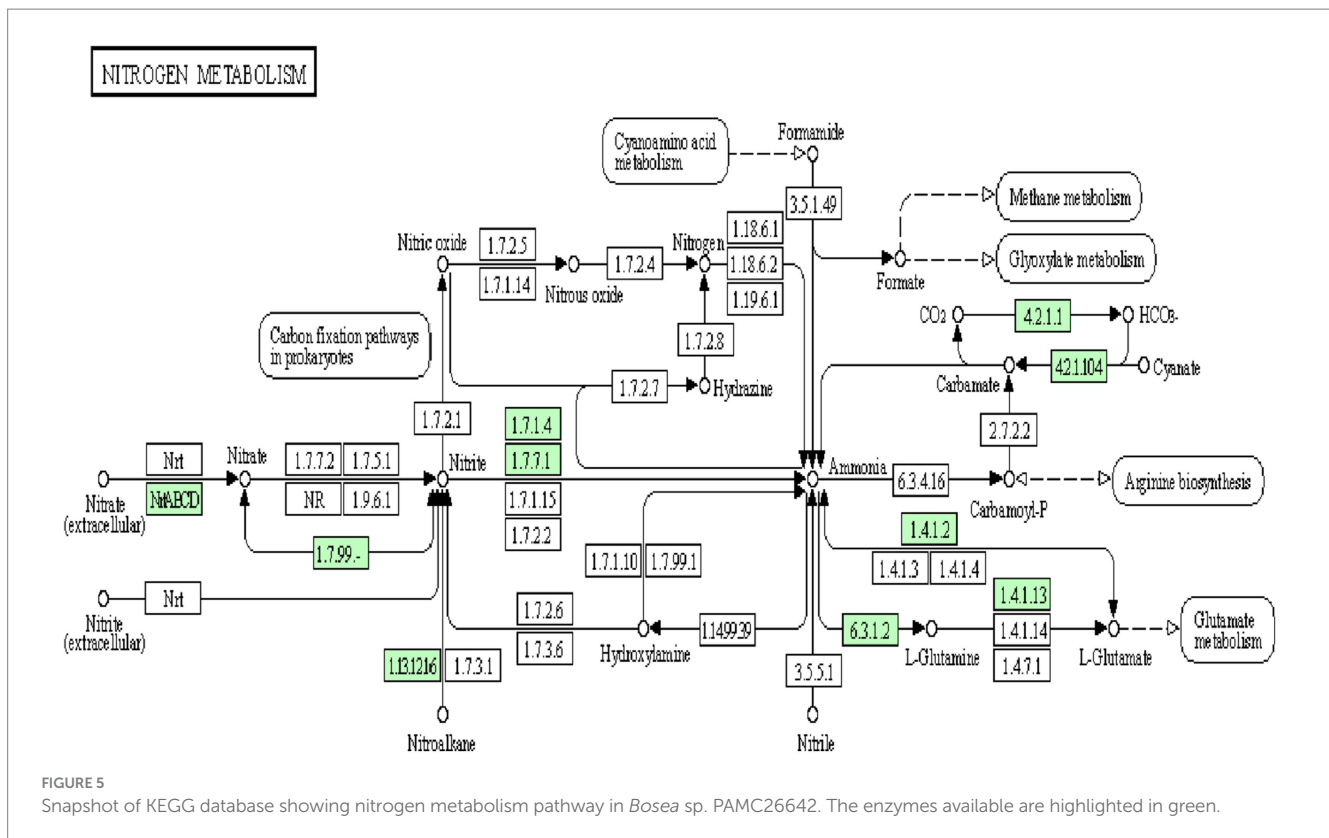 NITROGEN METABOLISM
Cyanoamino acid
metabolism
Formamide
3.5.1.49
Methane metabolism
Glyoxylate metabolism
Formate
Nitric oxide
1.7.2.5
1.7.1.14
Nitrous oxide
1.7.2.4
Nitrogen
1.18.6.1
1.18.6.2
1.19.6.1
CO2
4.2.1.1
HCO3-
Carbon fixation pathways
in prokaryotes
1.7.2.8
1.7.2.7
Hydrazine
Carbamate
4.2.1.104
Cyanate
1.7.2.1
2.7.2.2
Nrt
NrtABCD
Nitrate
(extracellular)
Nitrate
1.7.7.2
1.7.5.1
NR
1.9.6.1
1.7.99.-
Nitrite
1.7.1.4
1.7.7.1
1.7.1.15
1.7.2.2
Ammonia
6.3.4.16
Carbamoyl-P
Arginine biosynthesis
Nrt
Nitrite
(extracellular)
1.7.1.10
1.7.99.1
1.4.1.2
1.4.1.3
1.4.1.4
1.7.2.6
1.7.3.6
Hydroxylamine
1.14.99.39
6.3.1.2
L-Glutamine
1.4.1.13
1.4.1.14
1.4.7.1
L-Glutamate
Glutamate
metabolism
1.13.12.16
1.7.3.1
3.5.5.1
Nitroalkane
Nitrile
FIGURE 5
Snapshot of KEGG database showing nitrogen metabolism pathway in Bosea sp. PAMC26642. The enzymes available are highlighted in green.